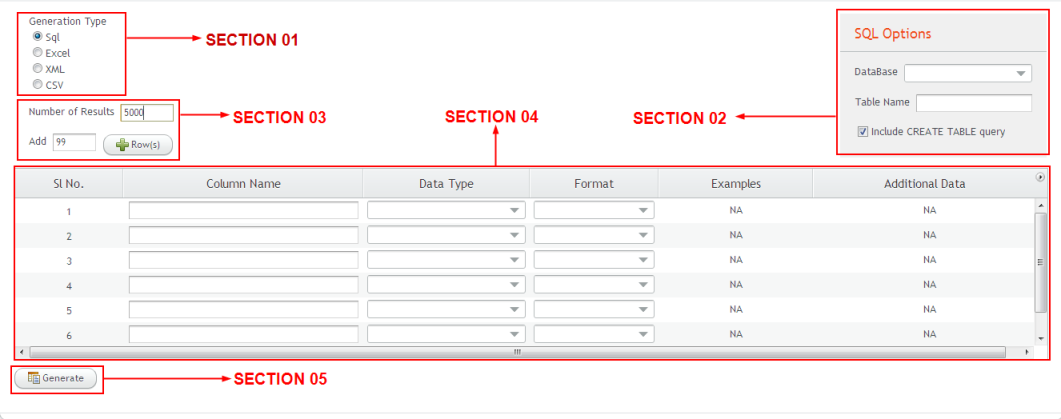 Generation Type
Sql
Excel
XML
CSV
SECTION 01
SQL Options
DataBase
Table Name
Include CREATE TABLE query
SECTION 02
Number of Results 5000
Add 99 Row(s)
SECTION 03
SECTION 04
Sl No. Column Name Data Type Format Examples Additional Data
1 NA NA
2 NA NA
3 NA NA
4 NA NA
5 NA NA
6 NA NA
Generate
SECTION 05